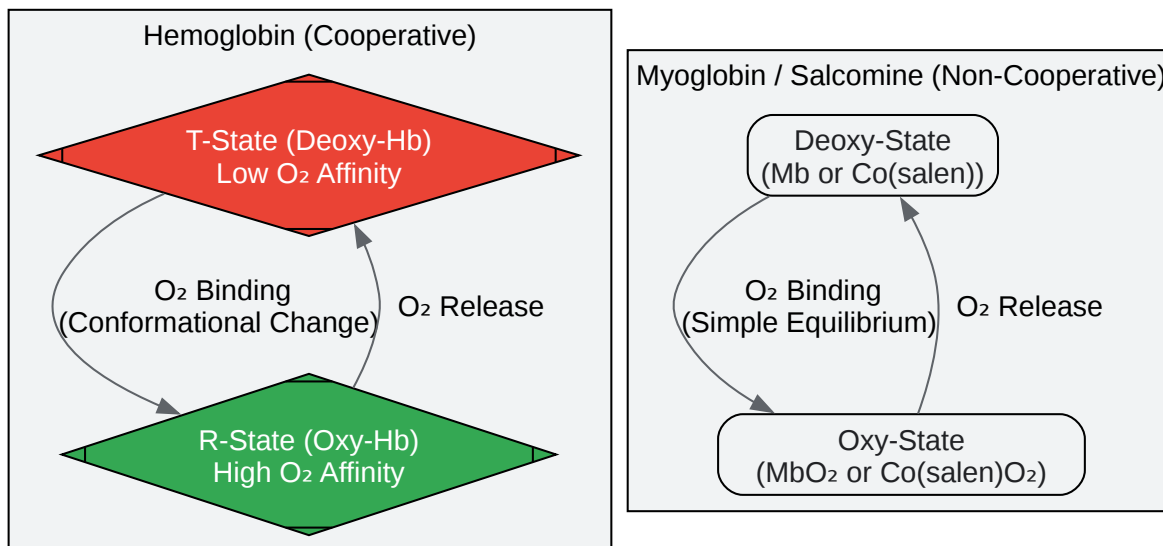 Hemoglobin (Cooperative)
T-State (Deoxy-Hb)
Low O₂ Affinity
O₂ Binding
(Conformational Change)
O₂ Release
R-State (Oxy-Hb)
High O₂ Affinity
Myoglobin / Salcomine (Non-Cooperative)
Deoxy-State
(Mb or Co(salen))
O₂ Binding
(Simple Equilibrium)
O₂ Release
Oxy-State
(MbO₂ or Co(salen)O₂)